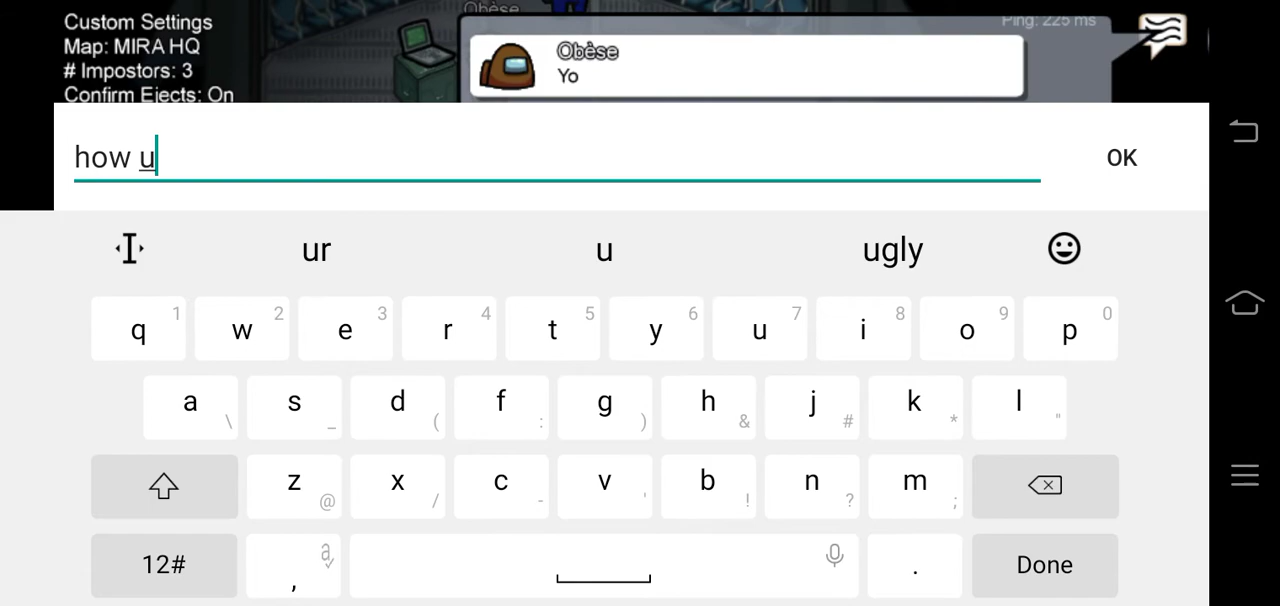 Obèse
Custom Settings
Ping: 225 ms
Map: MIRA HQ
Obèse
# Impostors: 3
Yo
Confirm Ejects: On
how u
OK
ur u ugly
q 1 w 2 e 3 r 4 t 5 y 6 u 7 i 8 o 9 p 0
a \ s _ d ( f : g ) h & j # k * l "
z @ x / c - v ' b ! n ? m ;
12# , a . Done